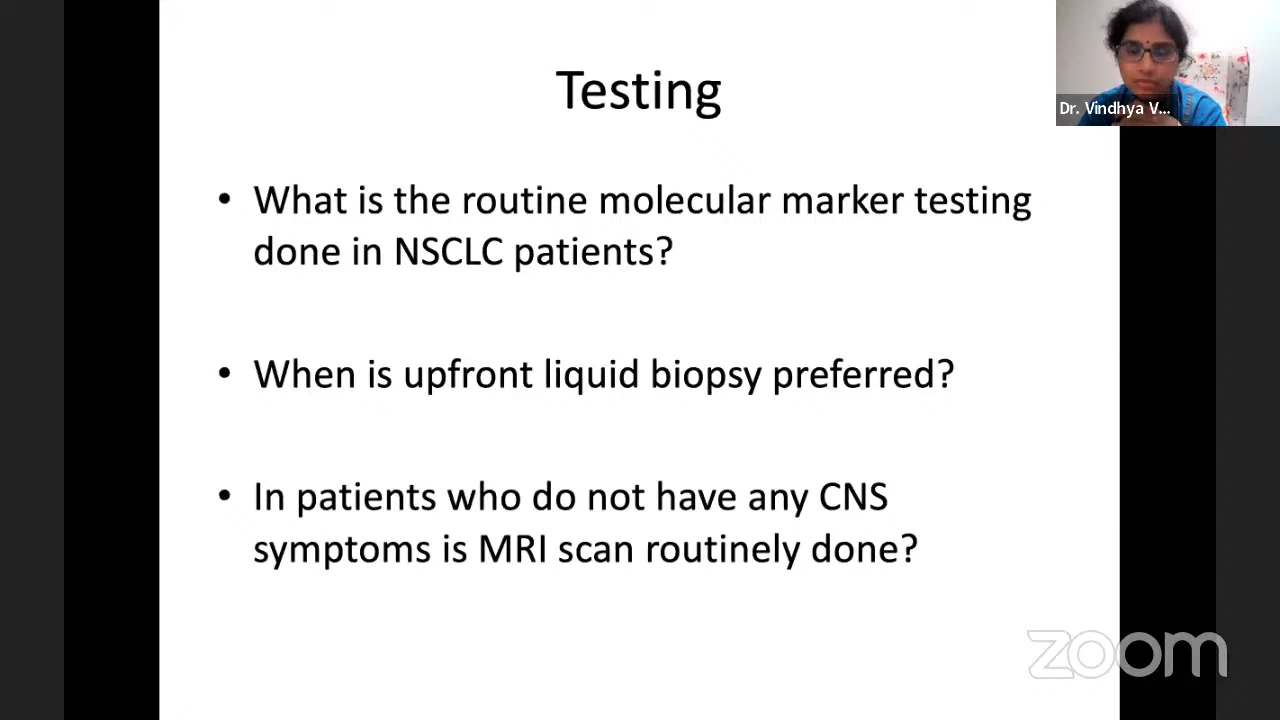 Testing
Dr. Vindhya V...
• What is the routine molecular marker testing
done in NSCLC patients?
• When is upfront liquid biopsy preferred?
• In patients who do not have any CNS
symptoms is MRI scan routinely done?
zoom